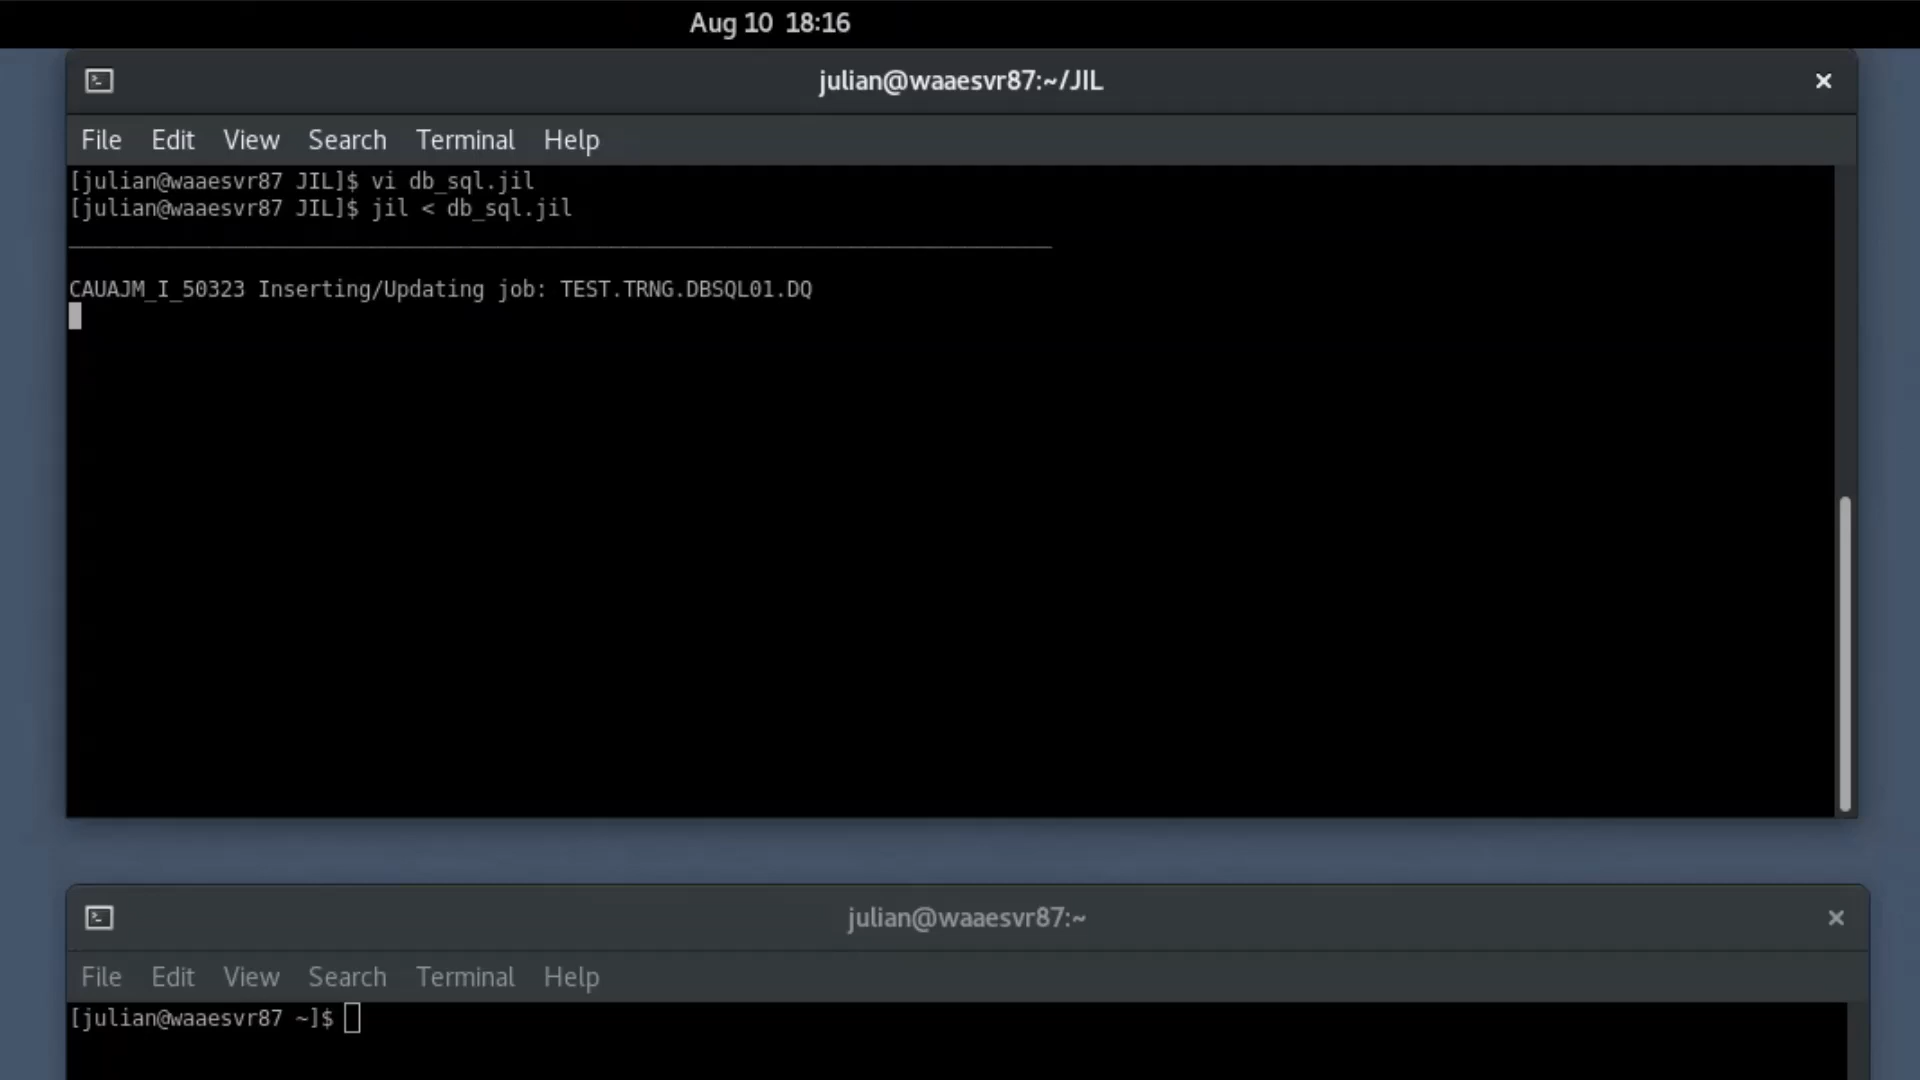 Aug 10 18:16
julian@waaesvr87:~/JIL
File Edit View Search Terminal Help
[julian@waaesvr87 JIL]$ vi db_sql.jil
[julian@waaesvr87 JIL]$ jil < db_sql.jil
CAUAJM_I_50323 Inserting/Updating job: TEST.TRNG.DBSQL01.DQ
julian@waaesvr87:~
File Edit View Search Terminal Help
[julian@waaesvr87 ~]$